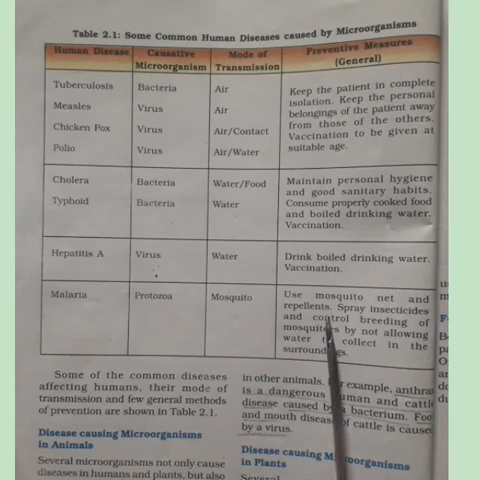 Table 2.1: Some Common Human Diseases caused by Microorganisms
Human Disease Causative Microorganism Mode of Transmission Preventive Measures (General)
Tuberculosis Bacteria Air
Measles Virus Air
Chicken Pox Virus Air/Contact
Polio Virus Air/Water
Keep the patient in complete
isolation. Keep the personal
belongings of the patient away
from those of the others.
Vaccination to be given at
suitable age.
Cholera Bacteria Water/Food
Typhoid Bacteria Water
Maintain personal hygiene
and good sanitary habits.
Consume properly cooked food
and boiled drinking water.
Vaccination.
Hepatitis A Virus Water
Drink boiled drinking water.
Vaccination.
Malaria Protozoa Mosquito
Use mosquito net and
repellents. Spray insecticides
and control breeding of
mosquitoes by not allowing
water collect in the
surroundings.
Some of the common diseases
affecting humans, their mode of
transmission and few general methods
of prevention are shown in Table 2.1.
Disease causing Microorganisms
in Animals
Several microorganisms not only cause
diseases in humans and plants, but also
in other animals. example, anthrax
is a dangerous human and cattle
disease caused by a bacterium. Foot
and mouth disease of cattle is caused
by a virus.
Disease causing Microorganisms
in Plants
Several